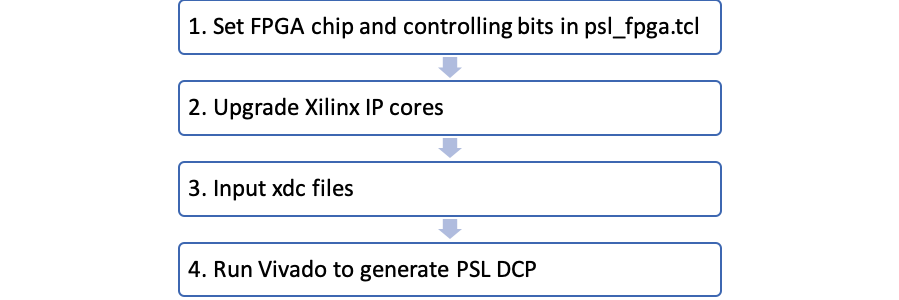 1. Set FPGA chip and controlling bits in psl_fpga.tcl
2. Upgrade Xilinx IP cores
3. Input xdc files
4. Run Vivado to generate PSL DCP